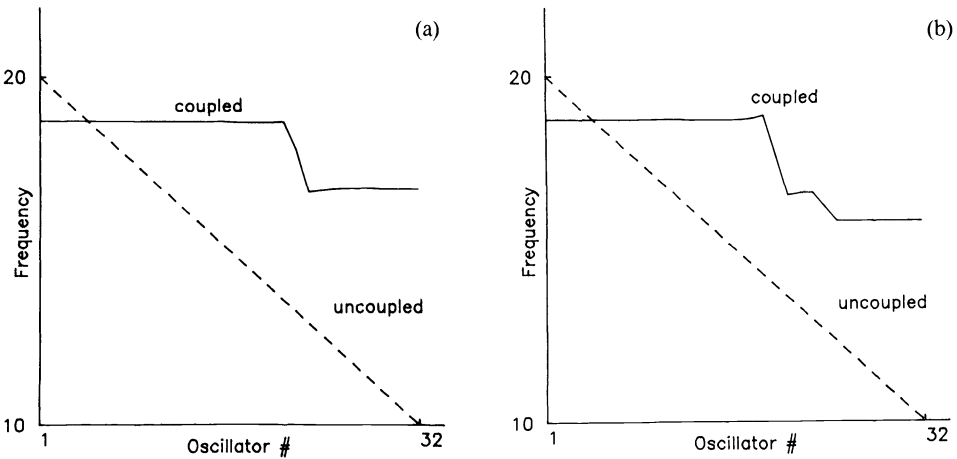 (a)
20
coupled
Frequency
uncoupled
10
1
Oscillator #
32
(b)
20
coupled
Frequency
uncoupled
10
1
Oscillator #
32